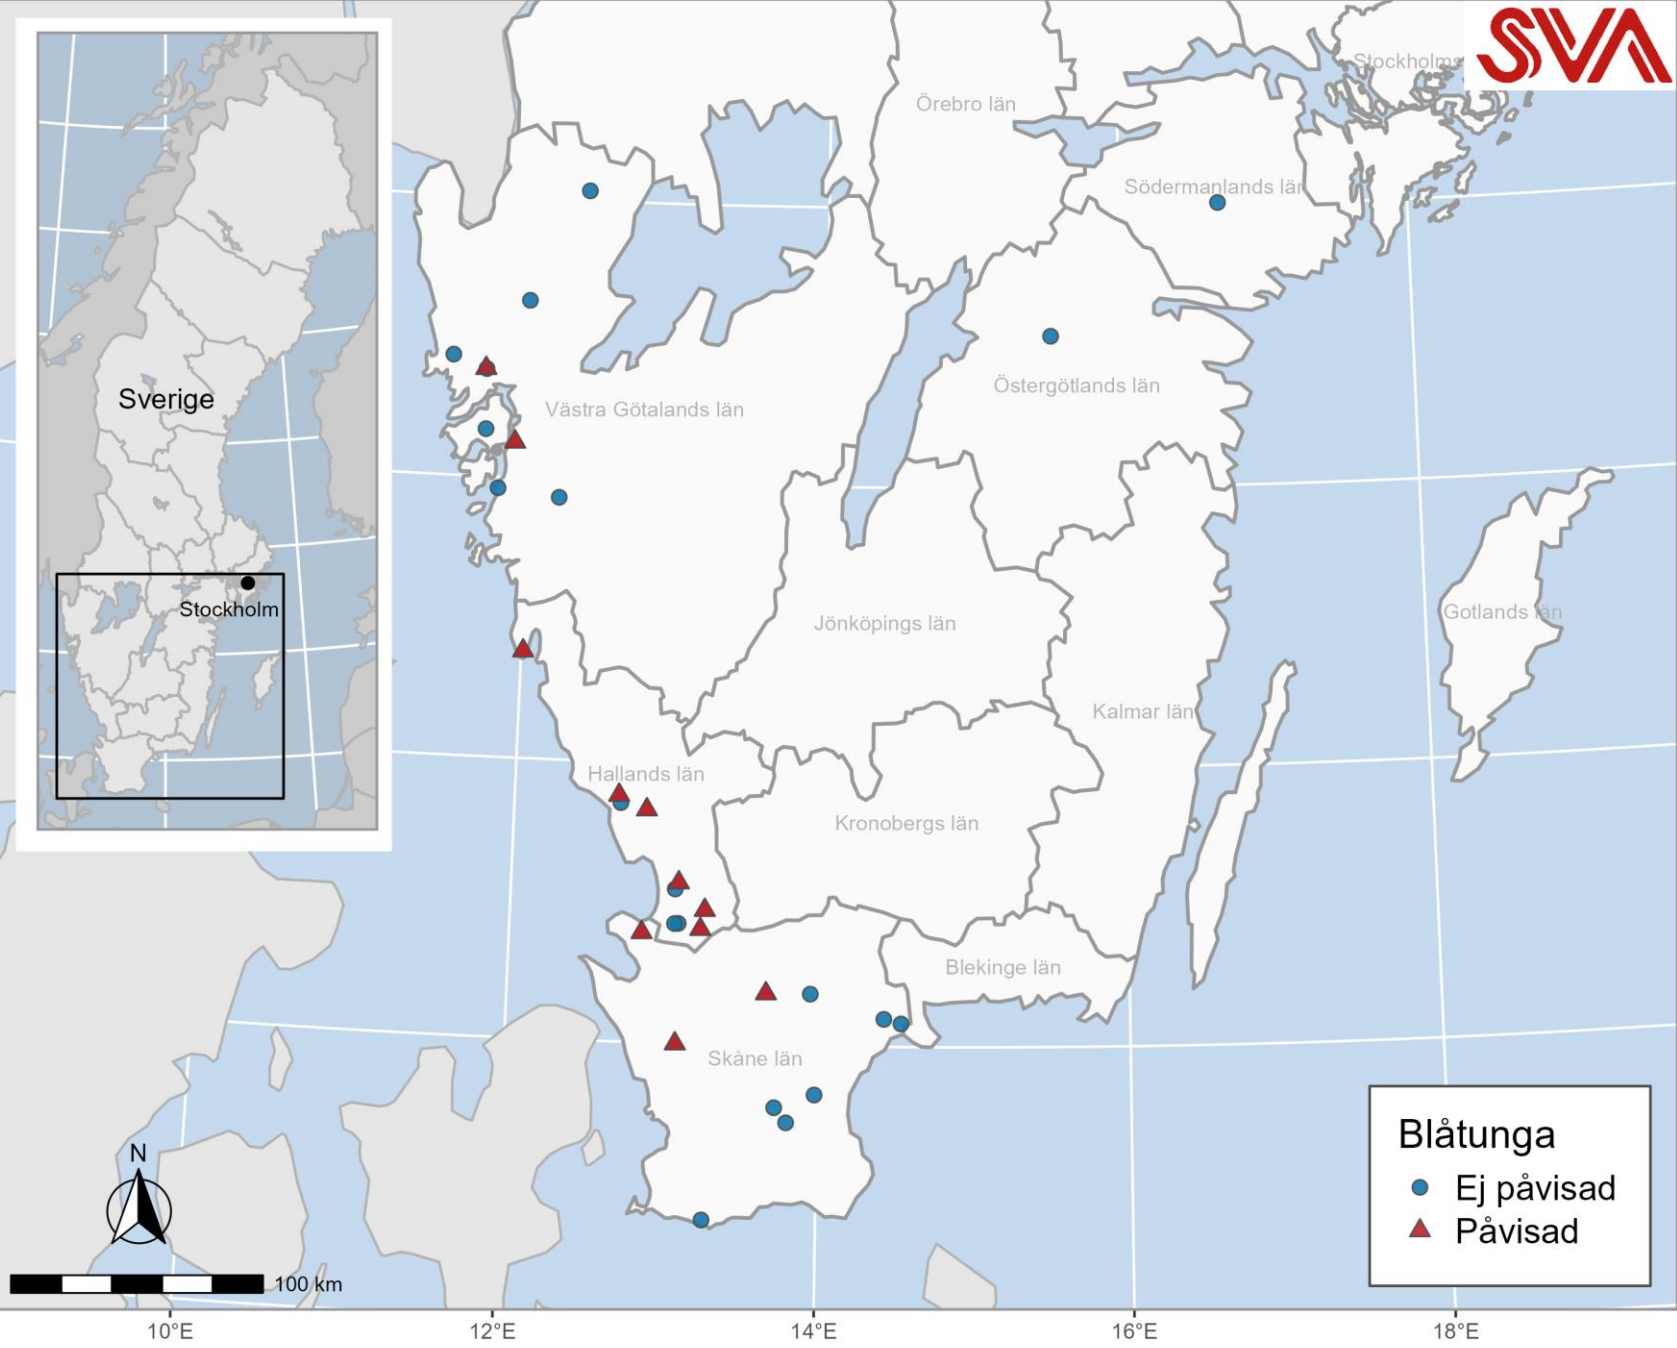 SVA
Stockholms
Örebro län
Södermanlands län
Sverige
Östergötlands län
Västra Götalands län
Stockholm
Gotlands län
Jönköpings län
Kalmar län
Hallands län
Kronobergs län
Blekinge län
Skåne län
Blåtunga
Ej påvisad
Påvisad
N
100 km
10°E
12°E
14°E
16°E
18°E